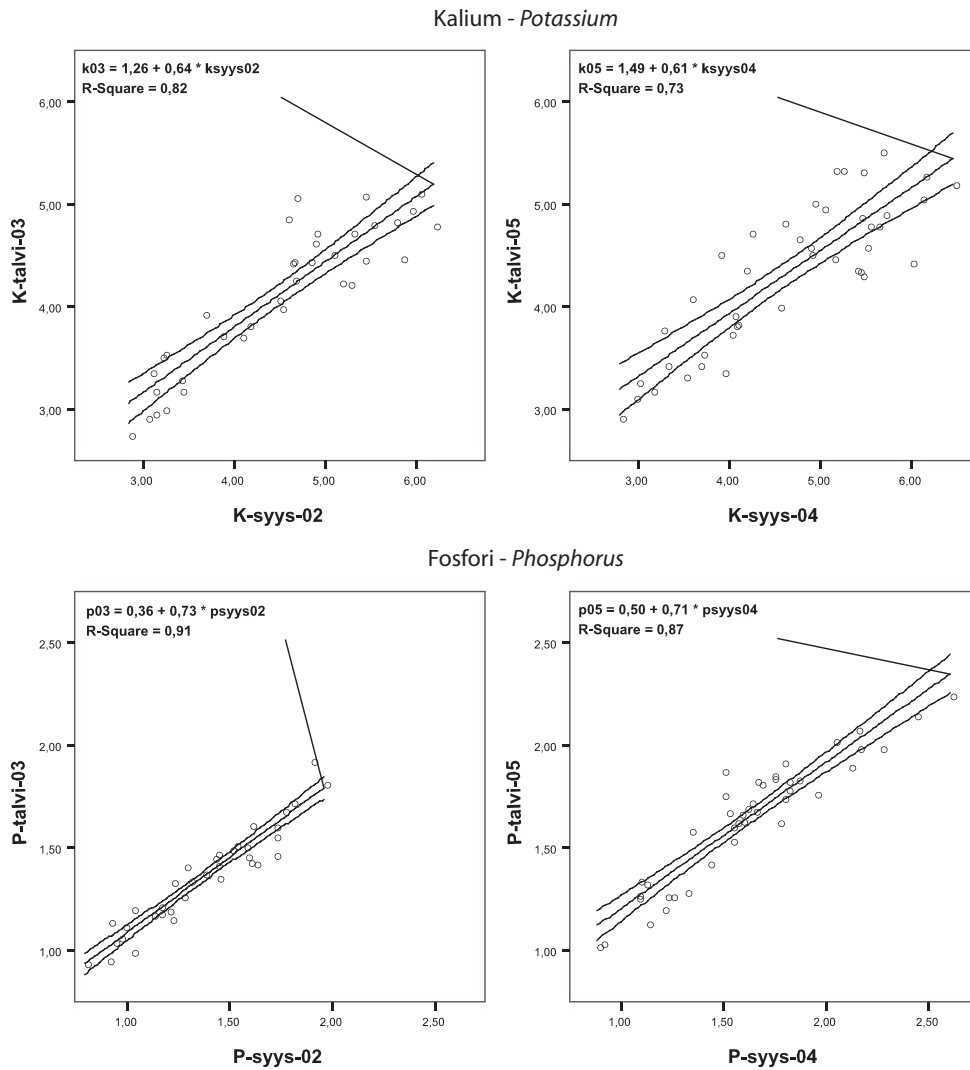 Kalium - Potassium
k03 = 1,26 + 0,64 * ksyys02
R-Square = 0,82
6,00
5,00
4,00
3,00
K-talvi-03
3,00 4,00 5,00 6,00
K-syys-02
k05 = 1,49 + 0,61 * ksyys04
R-Square = 0,73
6,00
5,00
4,00
3,00
K-talvi-05
3,00 4,00 5,00 6,00
K-syys-04
Fosfori - Phosphorus
p03 = 0,36 + 0,73 * psyys02
R-Square = 0,91
2,50
2,00
1,50
1,00
P-talvi-03
1,00 1,50 2,00 2,50
P-syys-02
p05 = 0,50 + 0,71 * psyys04
R-Square = 0,87
2,50
2,00
1,50
1,00
P-talvi-05
1,00 1,50 2,00 2,50
P-syys-04